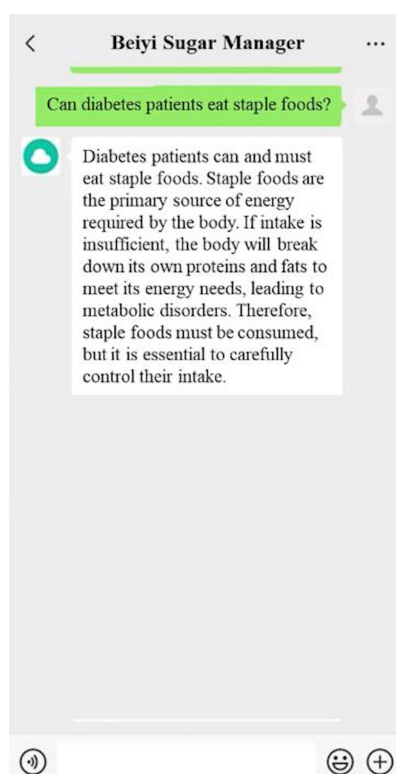 Beiyi Sugar Manager
Can diabetes patients eat staple foods?
Diabetes patients can and must
eat staple foods. Staple foods are
the primary source of energy
required by the body. If intake is
insufficient, the body will break
down its own proteins and fats to
meet its energy needs, leading to
metabolic disorders. Therefore,
staple foods must be consumed,
but it is essential to carefully
control their intake.